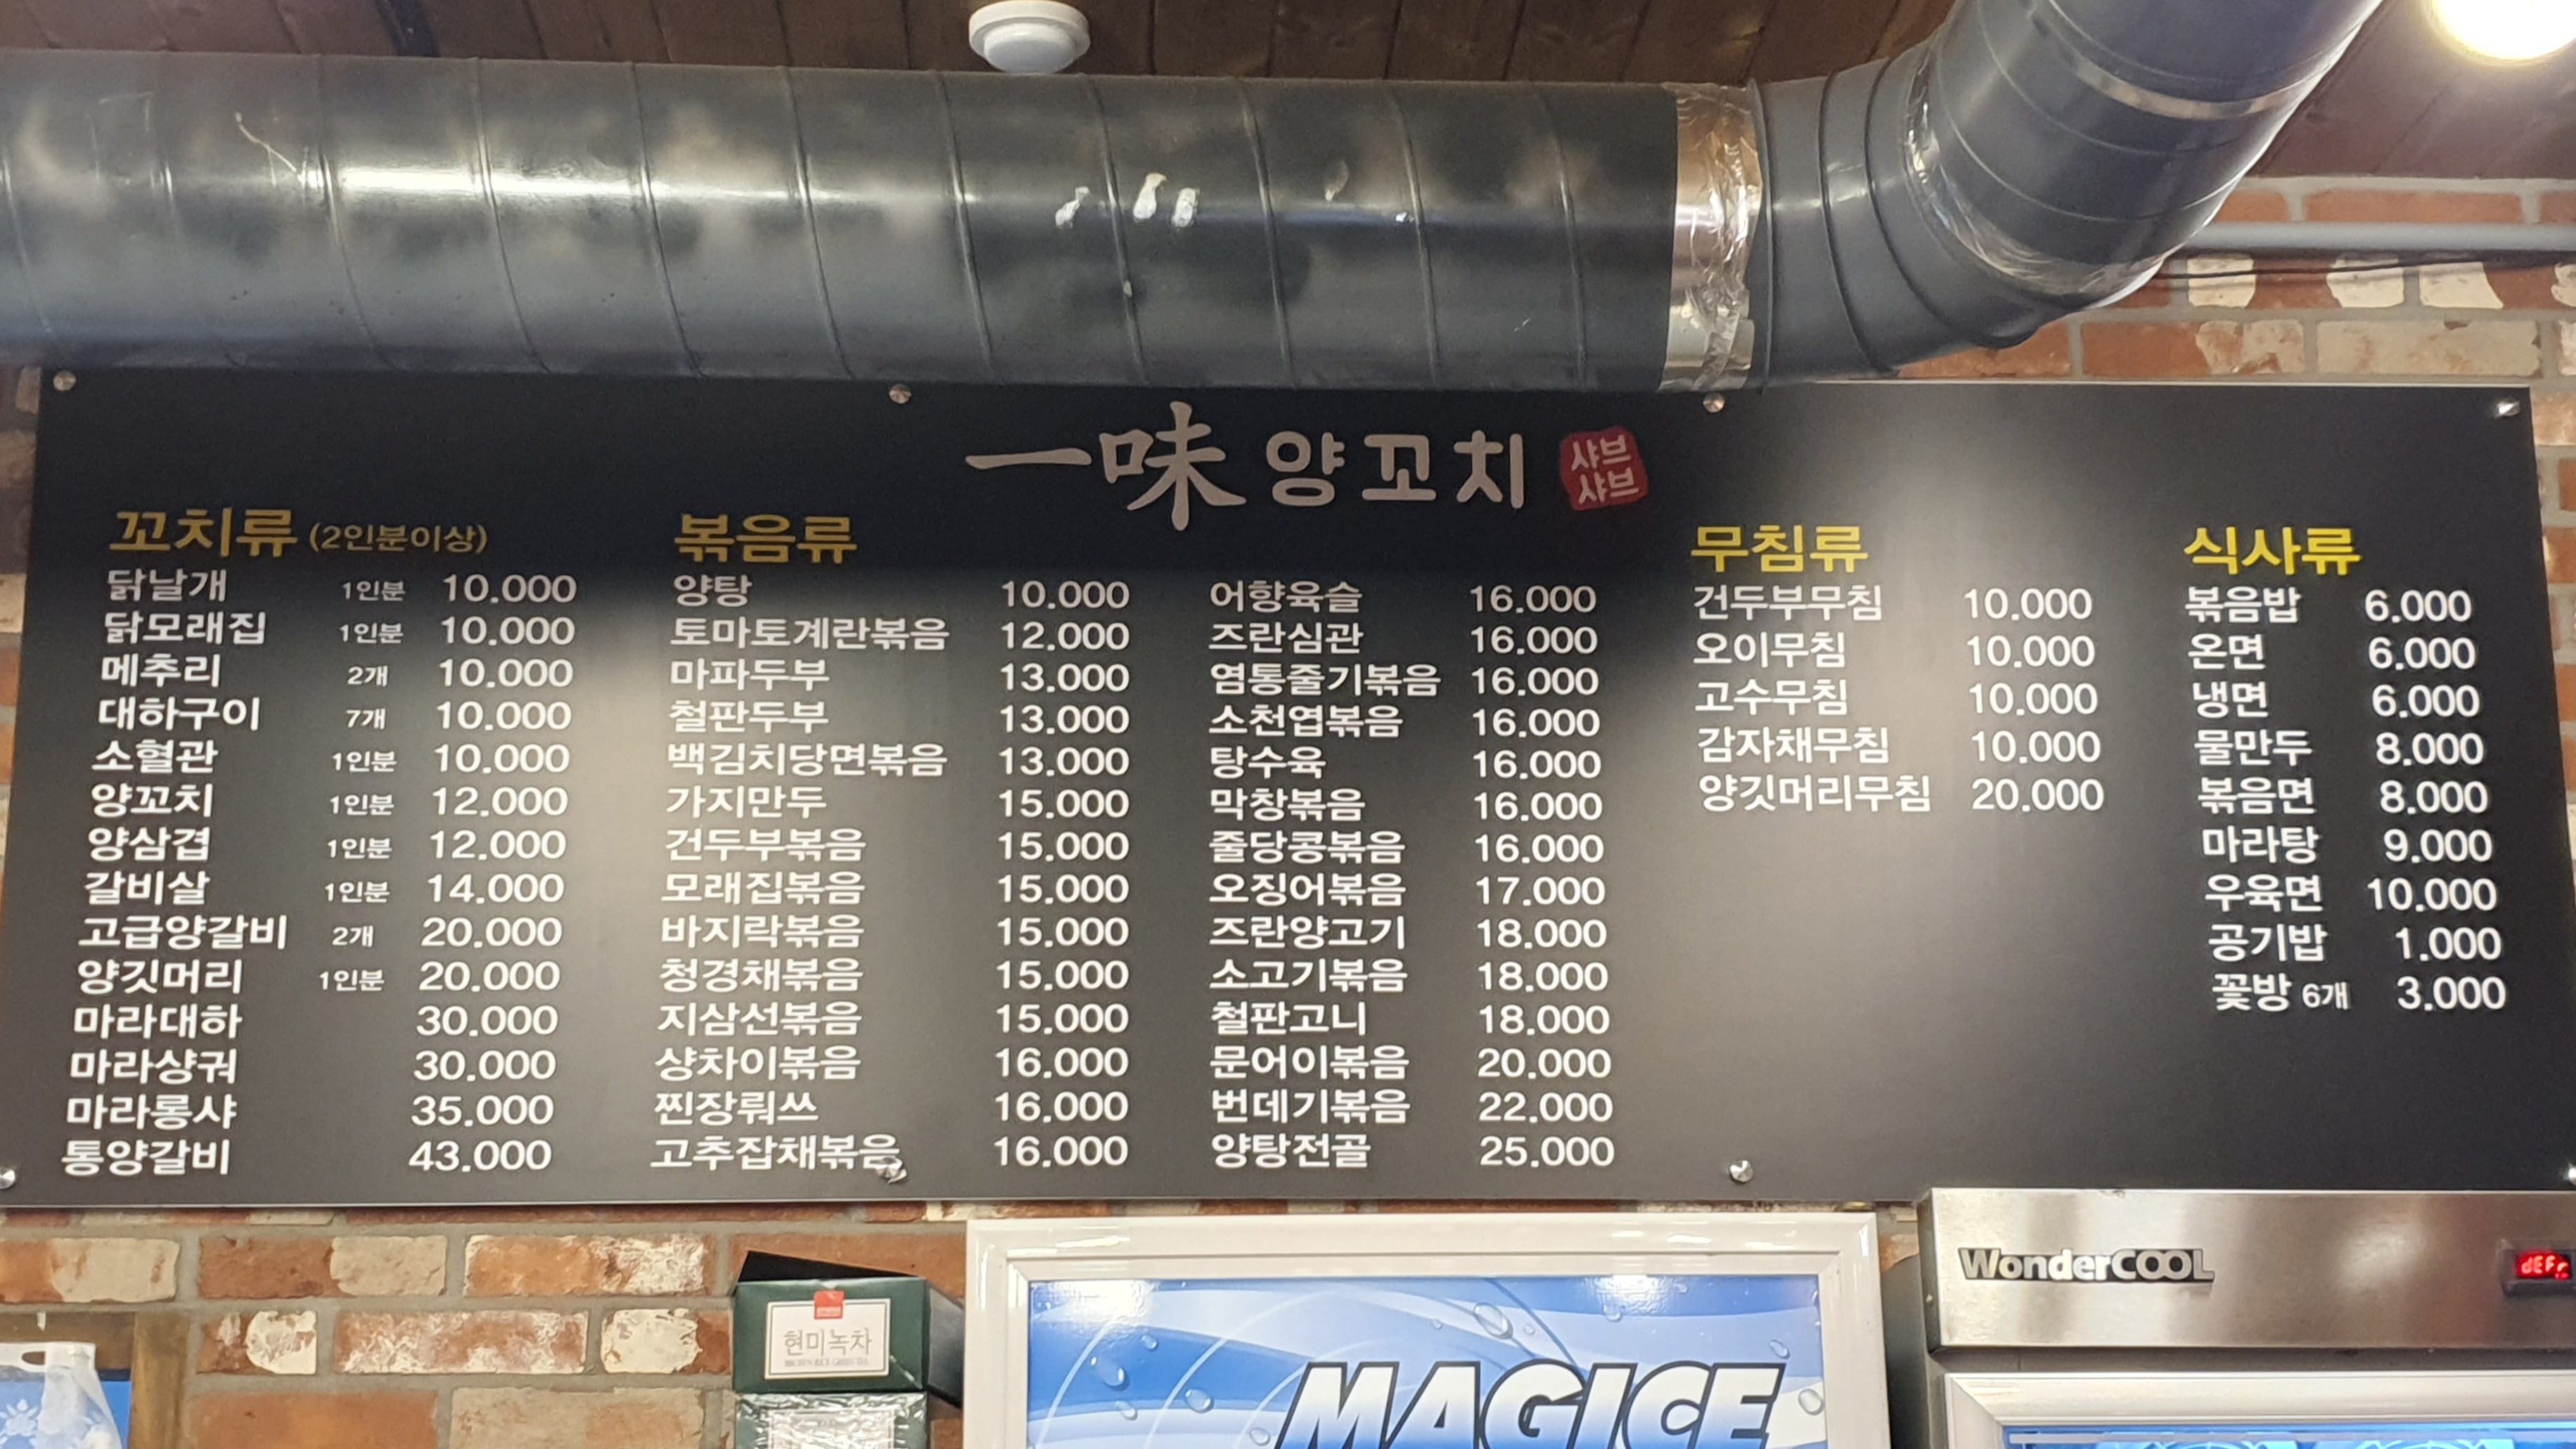 一味 양꼬치 샤브샤브
꼬치류 (2인분이상)
닭날개 1인분 10.000
닭모래집 1인분 10.000
메추리 2개 10.000
대하구이 7개 10.000
소혈관 1인분 10.000
양꼬치 1인분 12.000
양삼겹 1인분 12.000
갈비살 1인분 14.000
고급양갈비 2개 20.000
양깃머리 1인분 20.000
마라대하 30.000
마라샹궈 30.000
마라롱샤 35.000
통양갈비 43.000
볶음류
양탕 10.000
토마토계란볶음 12.000
마파두부 13.000
철판두부 13.000
백김치당면볶음 13.000
가지만두 15.000
건두부볶음 15.000
모래집볶음 15.000
바지락볶음 15.000
청경채볶음 15.000
지삼선볶음 15.000
샹차이볶음 16.000
찐장뤄쓰 16.000
고추잡채볶음 16.000
어향육슬 16.000
즈란심관 16.000
염통줄기볶음 16.000
소천엽볶음 16.000
탕수육 16.000
막창볶음 16.000
줄당콩볶음 16.000
오징어볶음 17.000
즈란양고기 18.000
소고기볶음 18.000
철판고니 18.000
문어이볶음 20.000
번데기볶음 22.000
양탕전골 25.000
무침류
건두부무침 10.000
오이무침 10.000
고수무침 10.000
감자채무침 10.000
양깃머리무침 20.000
식사류
볶음밥 6.000
온면 6.000
냉면 6.000
물만두 8.000
볶음면 8.000
마라탕 9.000
우육면 10.000
공기밥 1.000
꽃방 6개 3.000
WonderCOOL
dEFr
현미녹차
BROWN RICE GREEN TEA
MAGICE